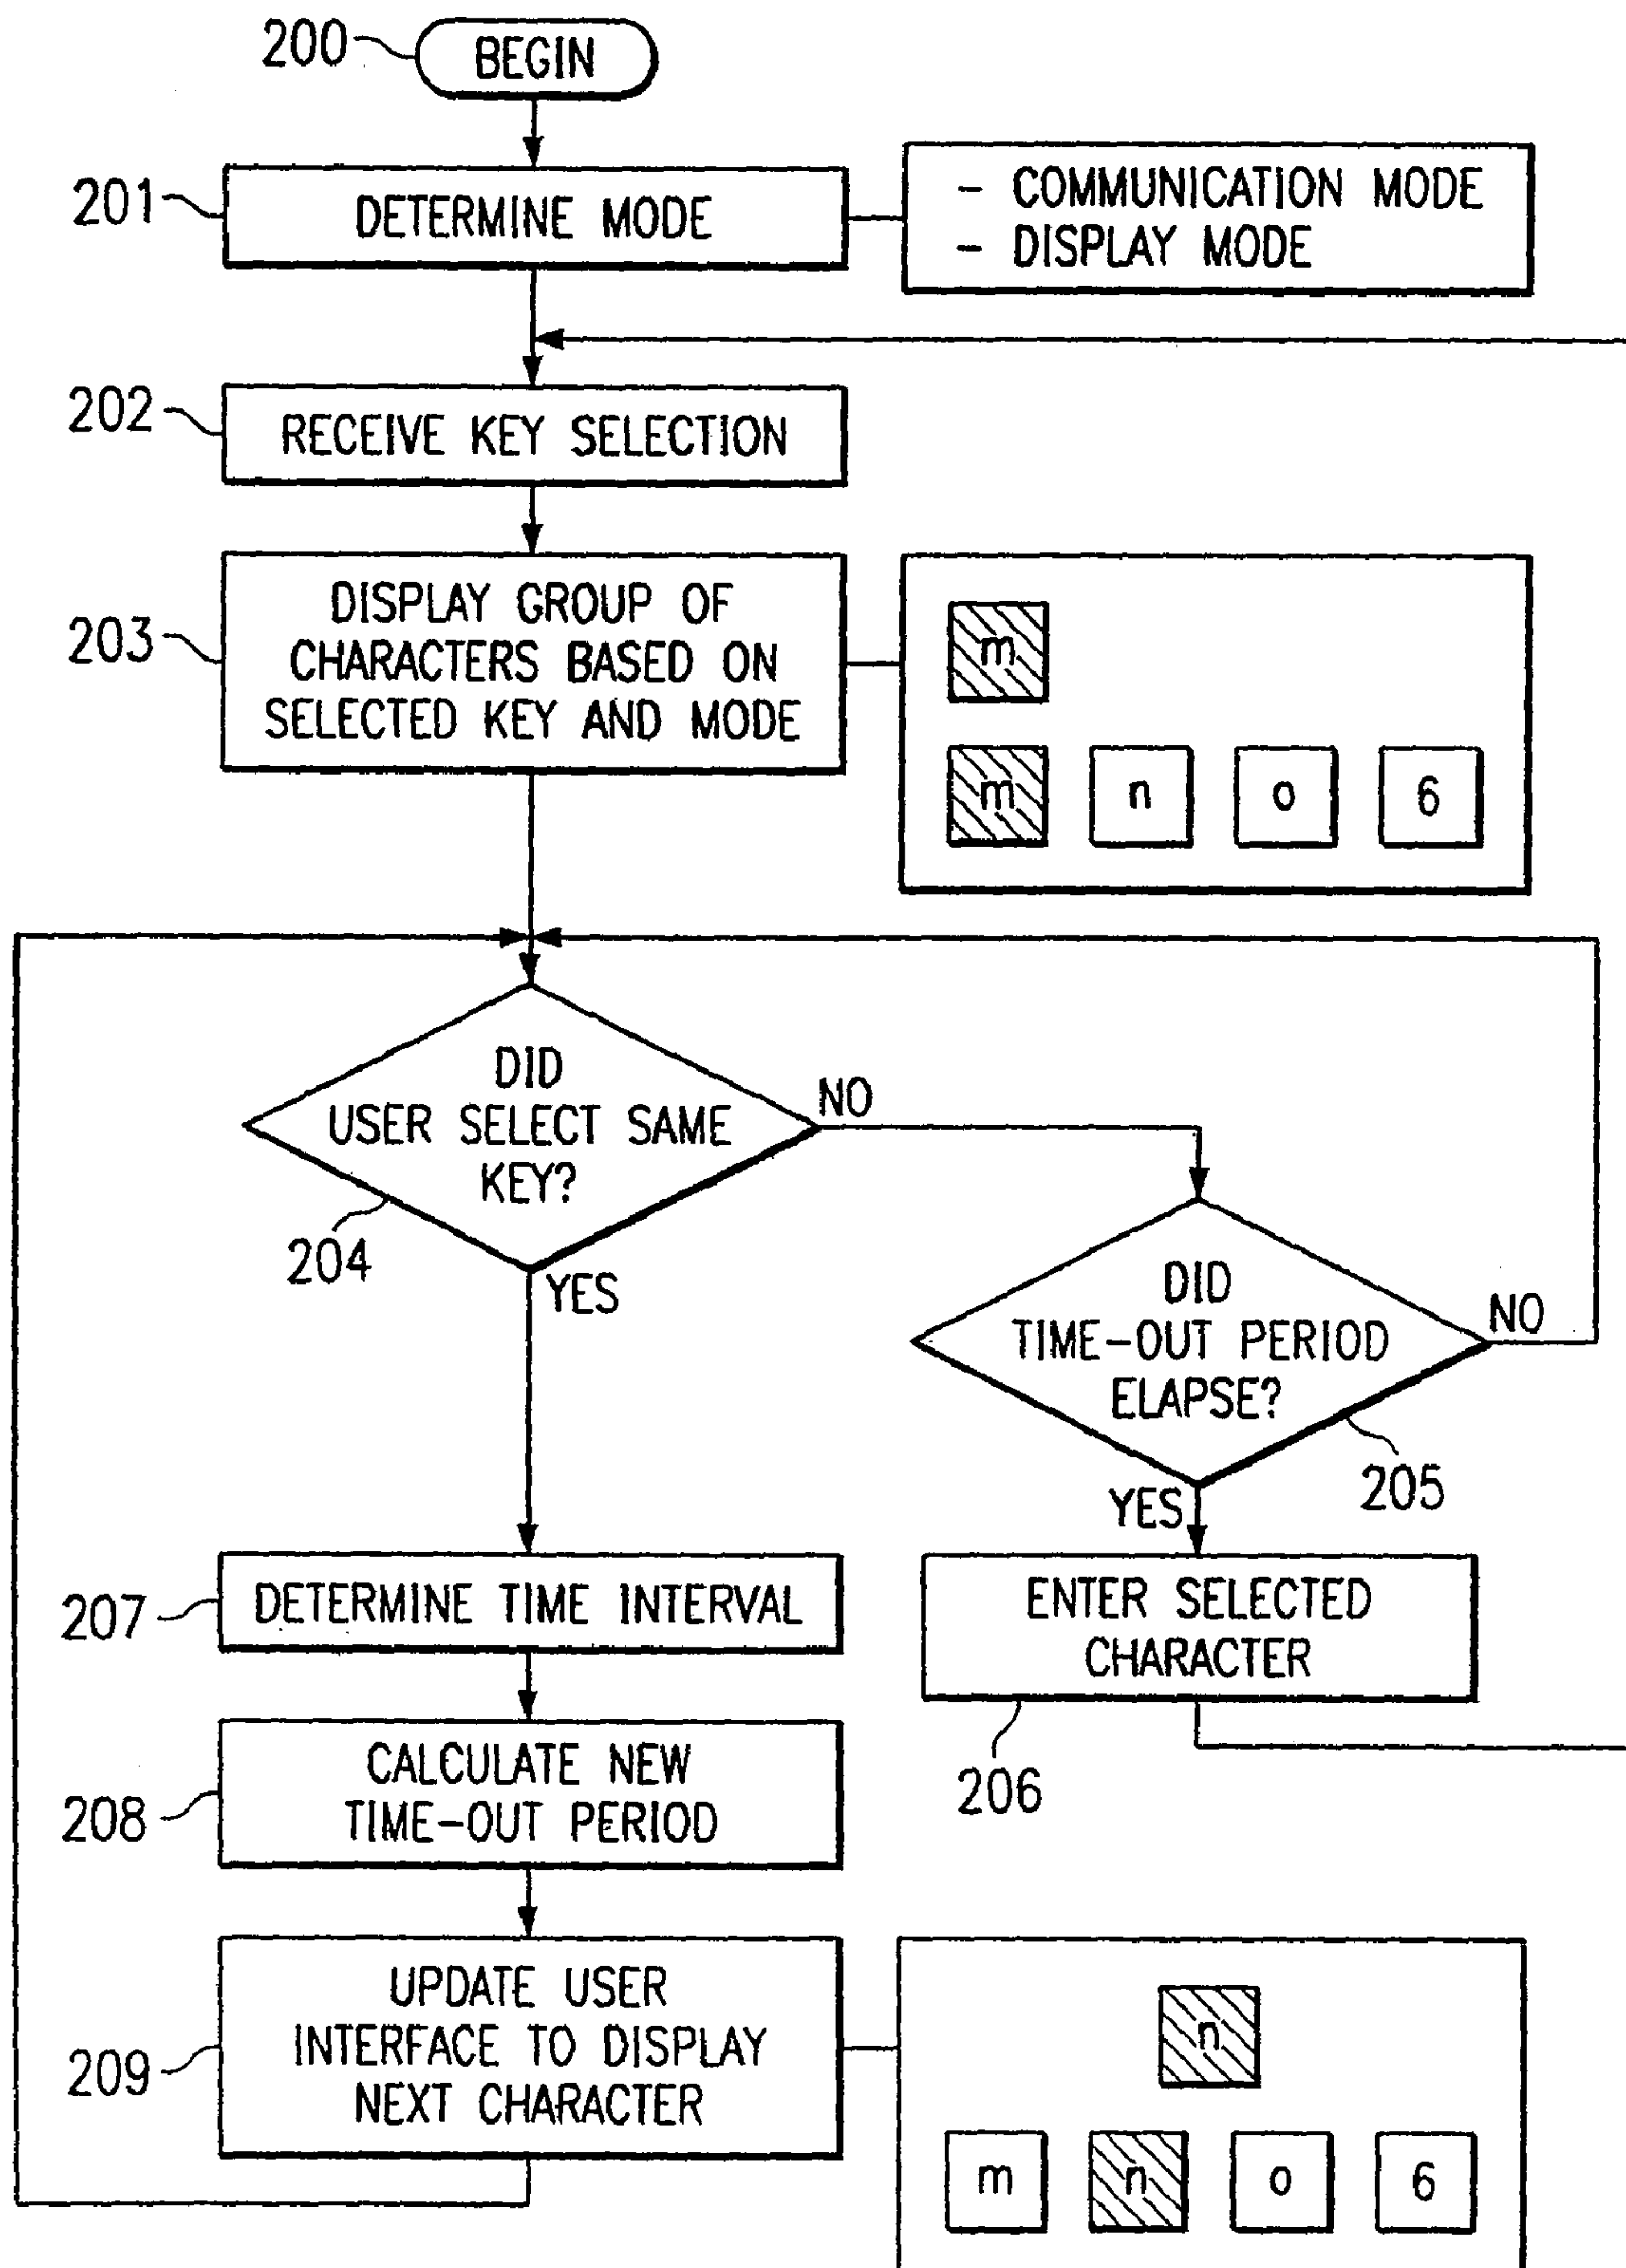 200
BEGIN
201
DETERMINE MODE
- COMMUNICATION MODE
- DISPLAY MODE
202
RECEIVE KEY SELECTION
203
DISPLAY GROUP OF
CHARACTERS BASED ON
SELECTED KEY AND MODE
m
m n o 6
DID
USER SELECT SAME
KEY?
NO
204
YES
DID
TIME-OUT PERIOD
ELAPSE?
NO
205
YES
207
DETERMINE TIME INTERVAL
ENTER SELECTED
CHARACTER
206
208
CALCULATE NEW
TIME-OUT PERIOD
209
UPDATE USER
INTERFACE TO DISPLAY
NEXT CHARACTER
n
m n o 6